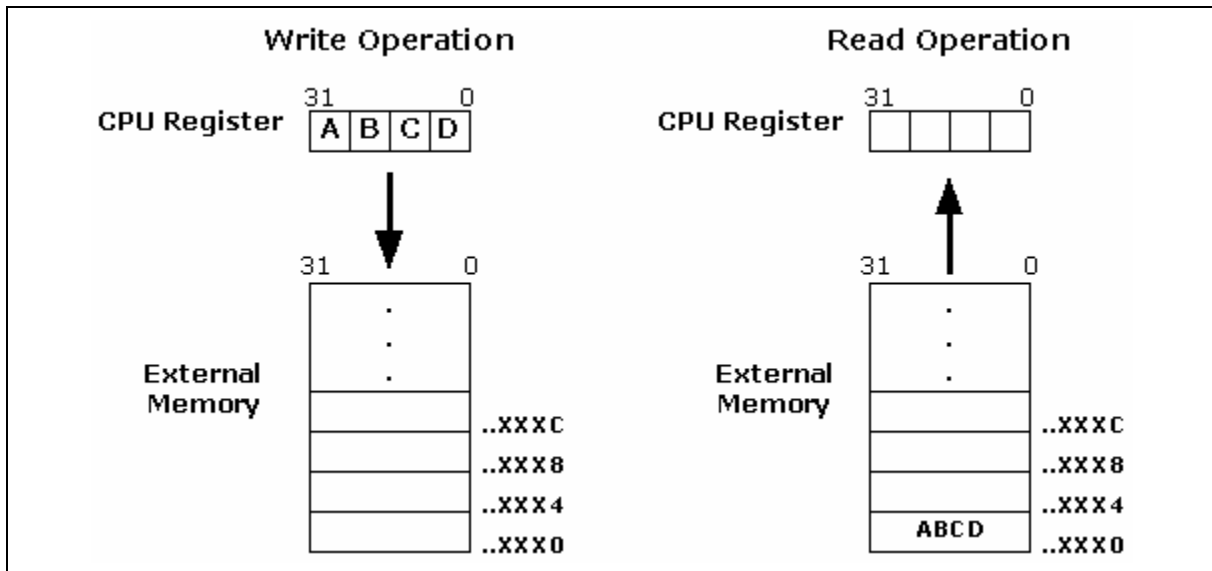 Write Operation
31 0
CPU Register A B C D
31 0
.
.
.
External
Memory
..XXXC
..XXX8
..XXX4
..XXX0
Read Operation
31 0
CPU Register
31 0
.
.
.
External
Memory
..XXXC
..XXX8
..XXX4
ABCD
..XXX0